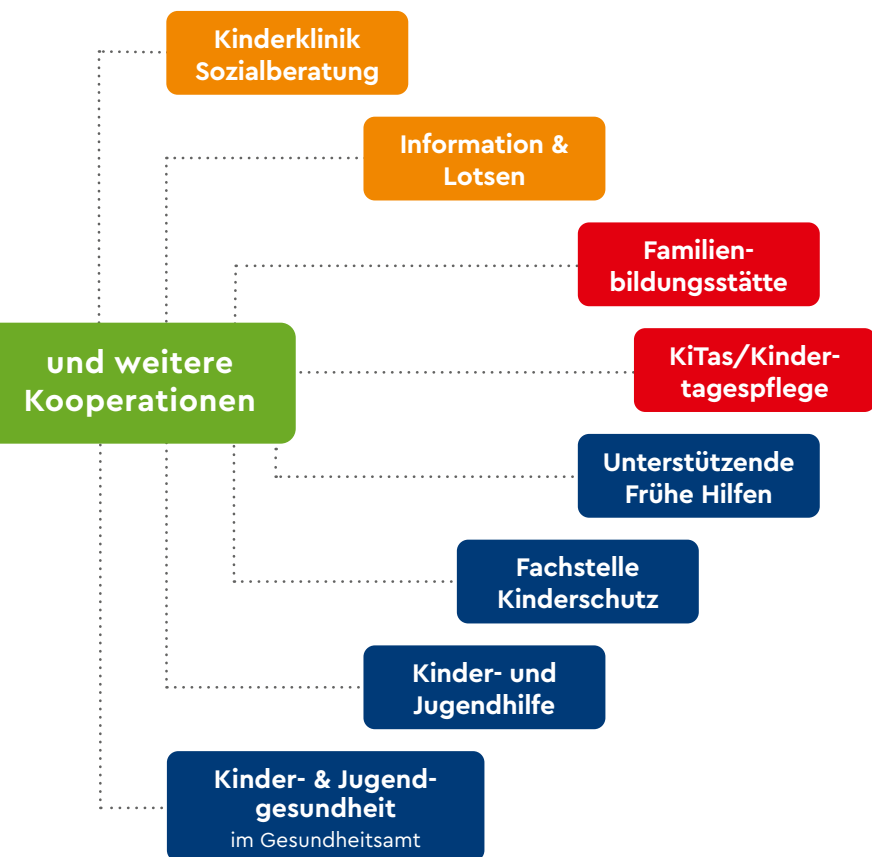 Kinderklinik
Sozialberatung
Information &
Lotsen
Familien-
bildungsstätte
und weitere
Kooperationen
KiTas/Kinder-
tagespflege
Unterstützende
Frühe Hilfen
Fachstelle
Kinderschutz
Kinder- und
Jugendhilfe
Kinder- & Jugend-
gesundheit
im Gesundheitsamt